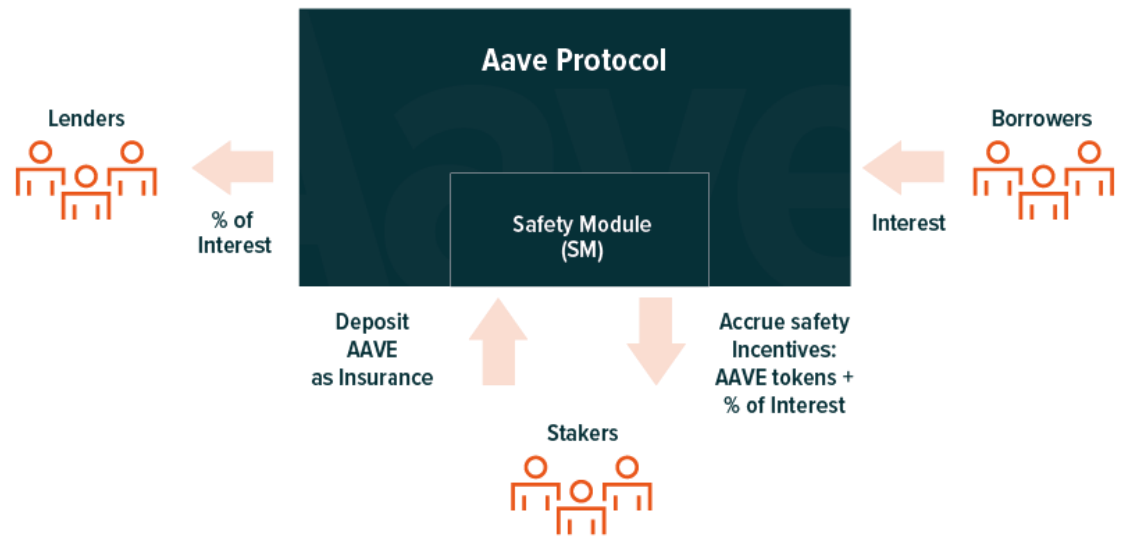 Aave Protocol
Lenders
Borrowers
% of
Interest
Interest
Safety Module
(SM)
Deposit
AAVE
as Insurance
Accrue safety
Incentives:
AAVE tokens +
% of Interest
Stakers
Aave